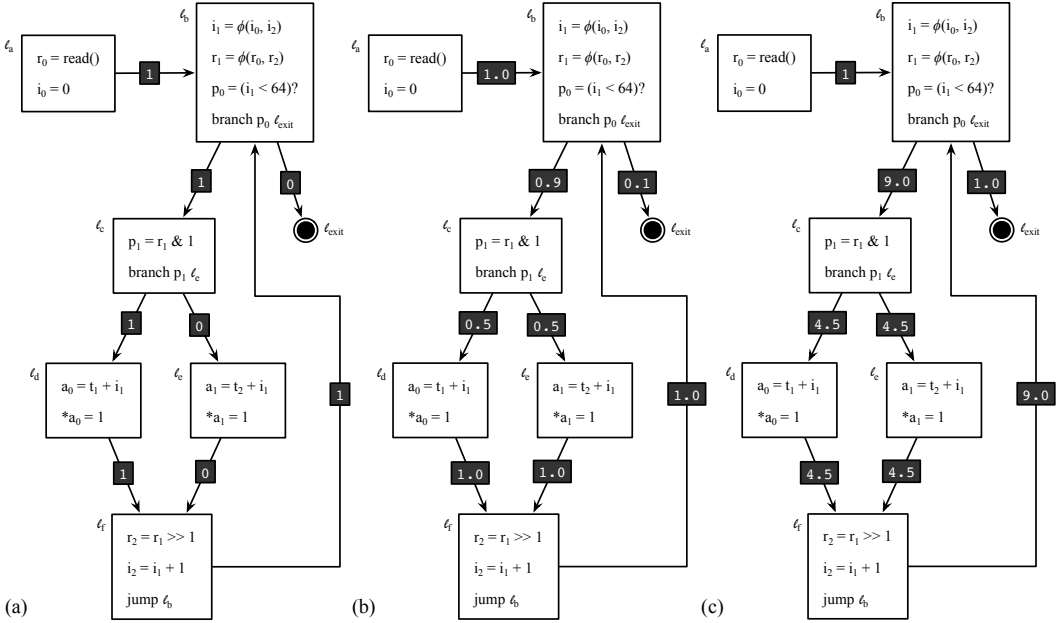 ℓa
r0 = read()
i0 = 0
1
ℓb
i1 = ϕ(i0, i2)
r1 = ϕ(r0, r2)
p0 = (i1 < 64)?
branch p0 ℓexit
1
0
ℓexit
ℓc
p1 = r1 & 1
branch p1 ℓe
1
0
ℓd
a0 = t1 + i1
*a0 = 1
ℓe
a1 = t2 + i1
*a1 = 1
1
1
0
ℓf
r2 = r1 >> 1
i2 = i1 + 1
jump ℓb
(a)
ℓa
r0 = read()
i0 = 0
1.0
ℓb
i1 = ϕ(i0, i2)
r1 = ϕ(r0, r2)
p0 = (i1 < 64)?
branch p0 ℓexit
0.9
0.1
ℓexit
ℓc
p1 = r1 & 1
branch p1 ℓe
0.5
0.5
ℓd
a0 = t1 + i1
*a0 = 1
ℓe
a1 = t2 + i1
*a1 = 1
1.0
1.0
1.0
ℓf
r2 = r1 >> 1
i2 = i1 + 1
jump ℓb
(b)
ℓa
r0 = read()
i0 = 0
1
ℓb
i1 = ϕ(i0, i2)
r1 = ϕ(r0, r2)
p0 = (i1 < 64)?
branch p0 ℓexit
9.0
1.0
ℓexit
ℓc
p1 = r1 & 1
branch p1 ℓe
4.5
4.5
ℓd
a0 = t1 + i1
*a0 = 1
ℓe
a1 = t2 + i1
*a1 = 1
9.0
4.5
4.5
ℓf
r2 = r1 >> 1
i2 = i1 + 1
jump ℓb
(c)